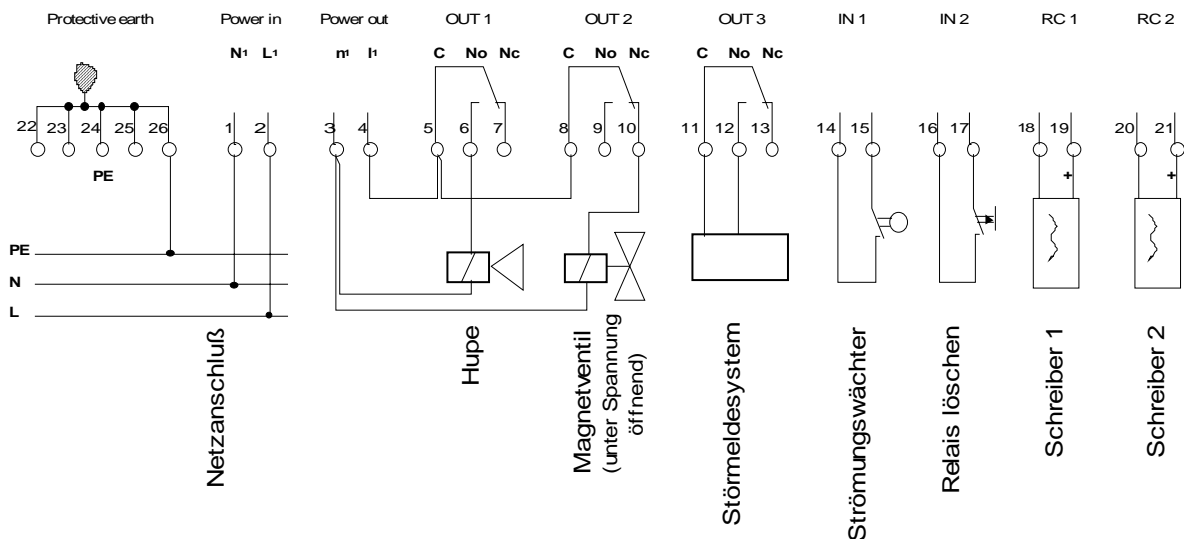 Protective earth Power in Power out OUT 1 OUT 2 OUT 3 IN 1 IN 2 RC 1 RC 2
N1 L1 n1 l1 C No Nc C No Nc C No Nc
22 23 24 25 26 1 2 3 4 5 6 7 8 9 10 11 12 13 14 15 16 17 18 19 20 21
PE + +
PE
N
L
Netzanschluß
Hupe
Magnetventil
(unter Spannung
öffnend)
Störmeldesystem
Strömungswächter
Relais löschen
Schreiber 1
Schreiber 2